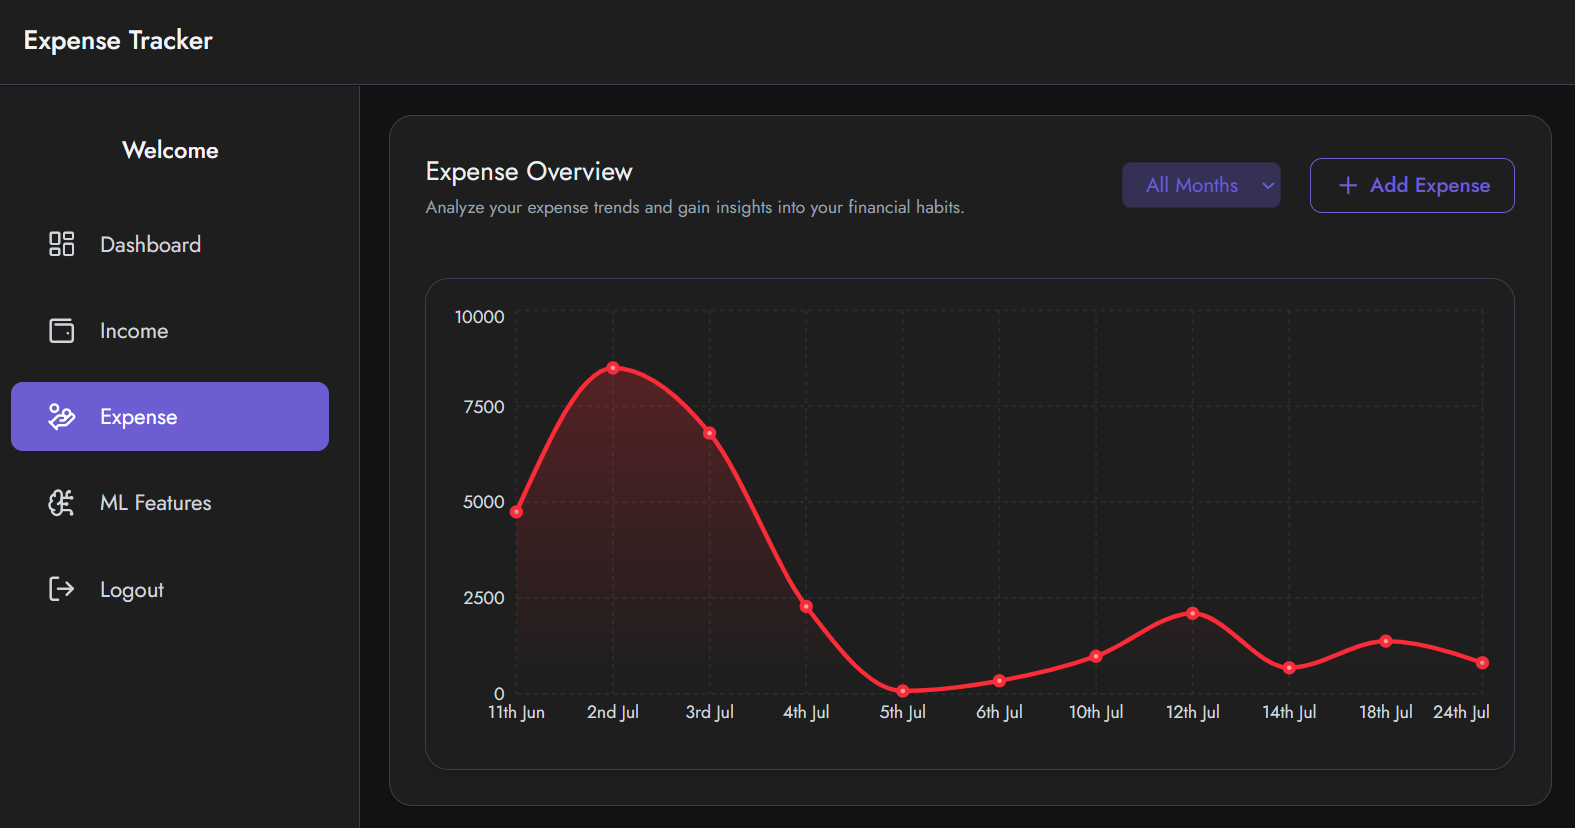 Expense Tracker
Welcome
Dashboard
Income
Expense
ML Features
Logout
Expense Overview
Analyze your expense trends and gain insights into your financial habits.
All Months
Add Expense
10000
7500
5000
2500
0
11th Jun 2nd Jul 3rd Jul 4th Jul 5th Jul 6th Jul 10th Jul 12th Jul 14th Jul 18th Jul 24th Jul